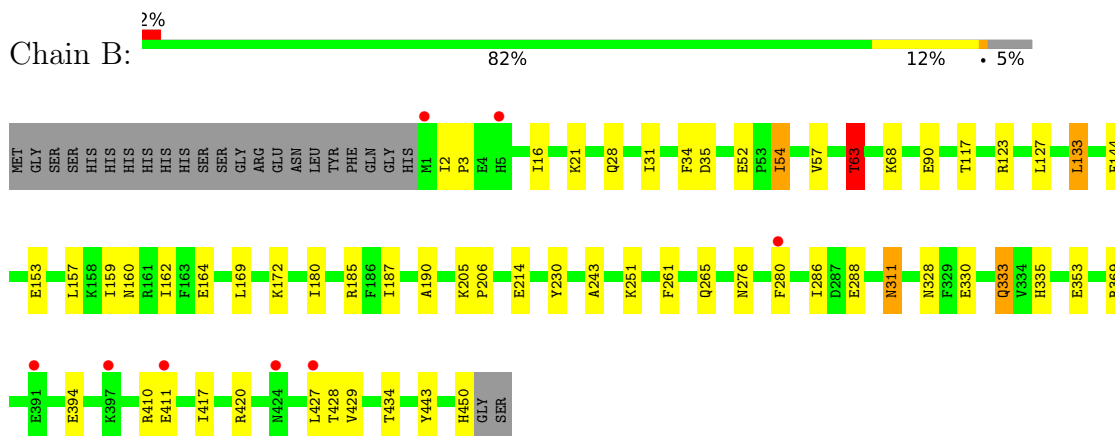 2%
Chain B:
82% 12% • 5%
MET GLY SER SER HIS HIS HIS HIS HIS HIS SER SER GLY ARG GLU ASN LEU TYR PHE GLN GLY HIS M1 I2 P3 E4 H5 I16 K21 Q28 I31 F34 D35 E52 P53 I54 V57 T63 K68 E90 T117 R123 L127 L133
E153 L157 K158 I159 N160 R161 I162 F163 E164 L169 K172 I180 R185 F186 I187 A190 K205 P206 E214 Y230 A243 K251 F261 Q265 N276 F280 I286 D287 E288 N311 N328 F329 E330 Q333 V334 H335 E353
E391 E394 K397 R410 E411 I417 R420 N424 L427 T428 V429 T434 Y443 H450 GLY SER